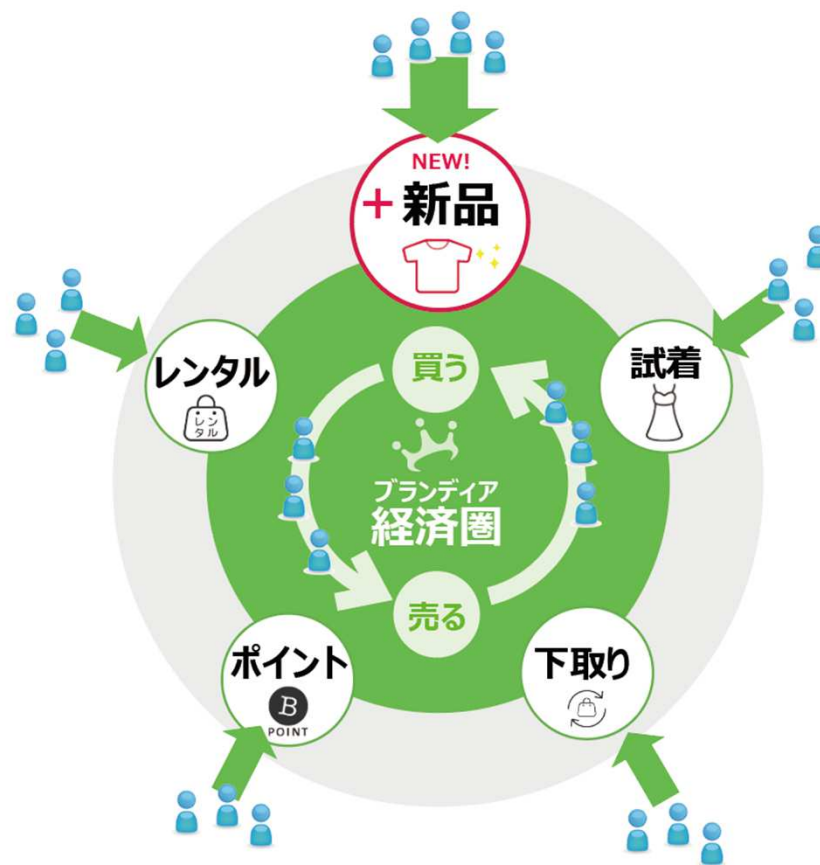 NEW!
+新品
レンタル
レン
タル
試着
買う
ブランディア
経済圏
売る
ポイント
B
POINT
下取り